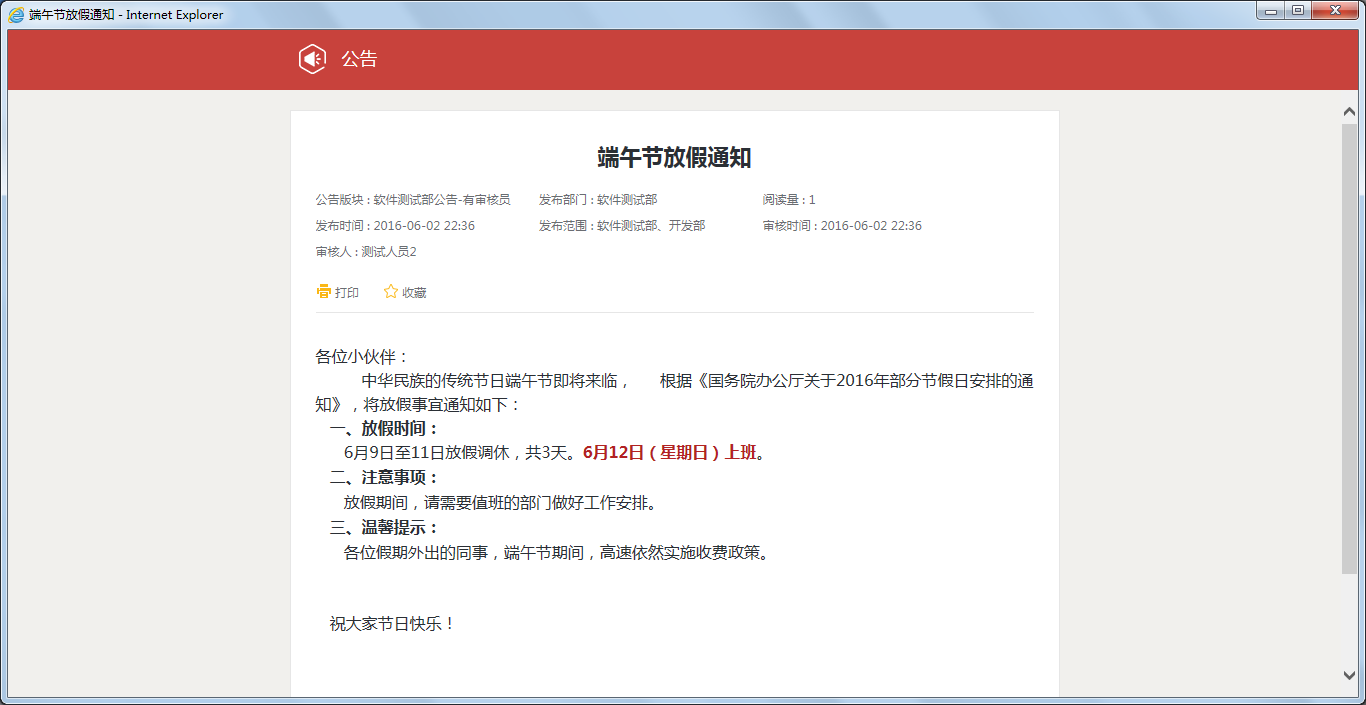 端午节放假通知 - Internet Explorer
公告
端午节放假通知
公告版块 : 软件测试部公告-有审核员 发布部门 : 软件测试部 阅读量 : 1
发布时间 : 2016-06-02 22:36 发布范围 : 软件测试部、开发部 审核时间 : 2016-06-02 22:36
审核人 : 测试人员2
打印 收藏
各位小伙伴：
中华民族的传统节日端午节即将来临， 根据《国务院办公厅关于2016年部分节假日安排的通
知》，将放假事宜通知如下：
一、放假时间：
6月9日至11日放假调休，共3天。6月12日（星期日）上班。
二、注意事项：
放假期间，请需要值班的部门做好工作安排。
三、温馨提示：
各位假期外出的同事，端午节期间，高速依然实施收费政策。
祝大家节日快乐！